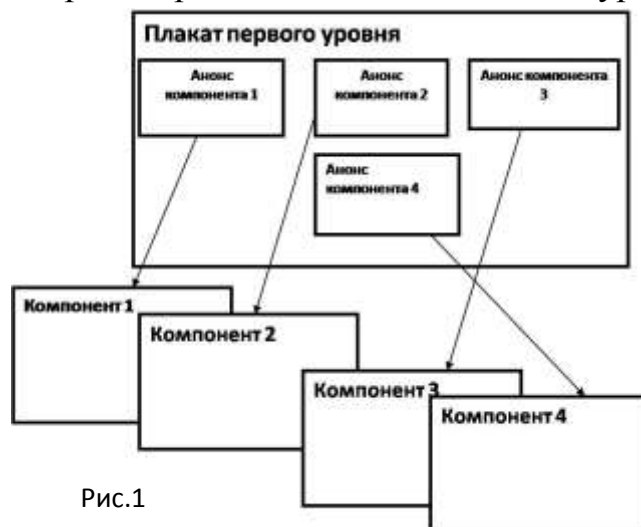 Плакат первого уровня
Анонс
компонента 1
Анонс
компонента 2
Анонс компонента
3
Анонс
компонента 4
Компонент 1
Компонент 2
Компонент 3
Компонент 4
Рис.1